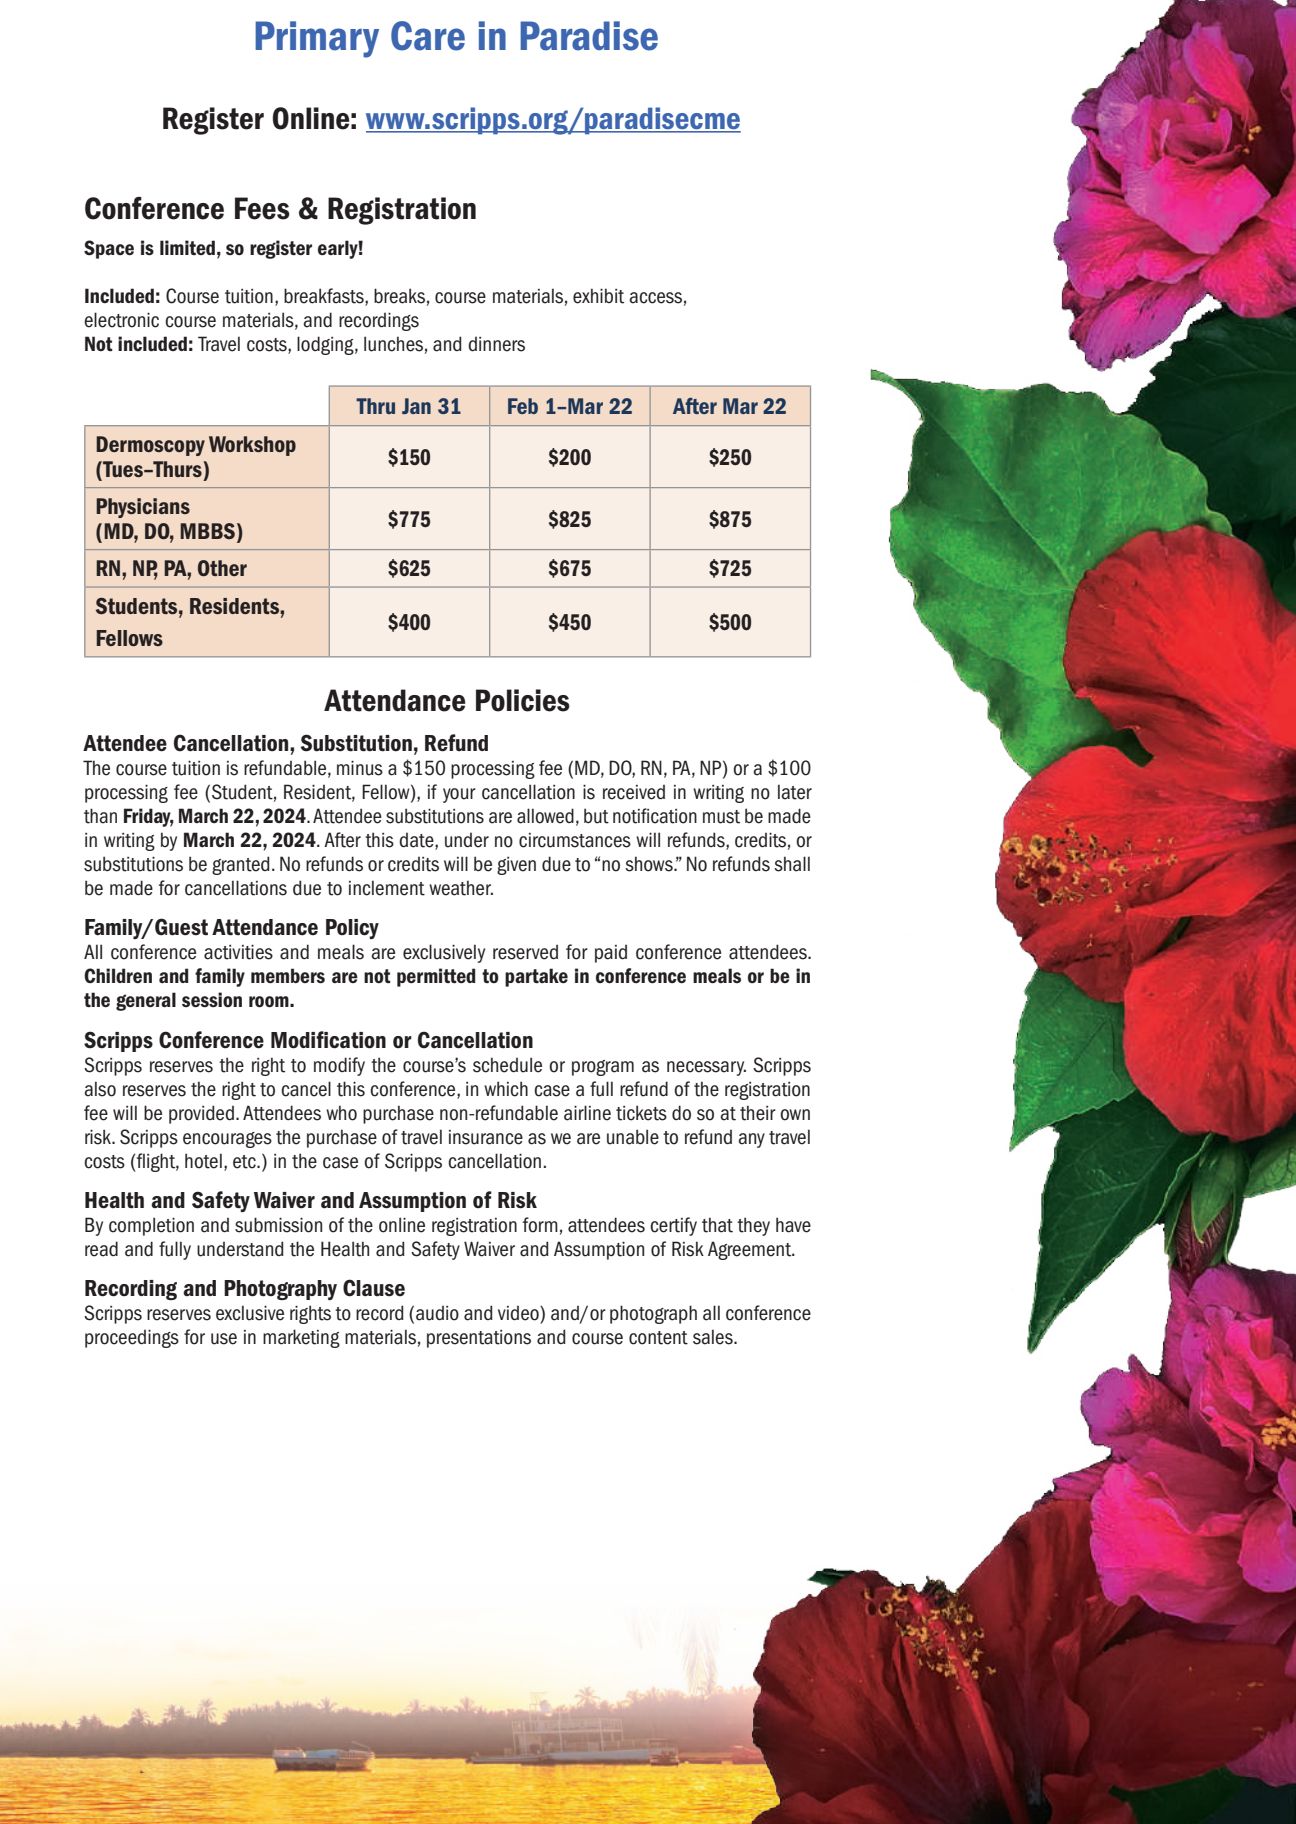 Primary Care in Paradise
Register Online: www.scripps.org/paradisecme
Conference Fees & Registration
Space is limited, so register early!
Included: Course tuition, breakfasts, breaks, course materials, exhibit access,
electronic course materials, and recordings
Not included: Travel costs, lodging, lunches, and dinners
Thru Jan 31 Feb 1–Mar 22 After Mar 22
Dermoscopy Workshop
(Tues–Thurs) $150 $200 $250
Physicians
(MD, DO, MBBS) $775 $825 $875
RN, NP, PA, Other $625 $675 $725
Students, Residents,
Fellows $400 $450 $500
Attendance Policies
Attendee Cancellation, Substitution, Refund
The course tuition is refundable, minus a $150 processing fee (MD, DO, RN, PA, NP) or a $100
processing fee (Student, Resident, Fellow), if your cancellation is received in writing no later
than Friday, March 22, 2024. Attendee substitutions are allowed, but notification must be made
in writing by March 22, 2024. After this date, under no circumstances will refunds, credits, or
substitutions be granted. No refunds or credits will be given due to “no shows.” No refunds shall
be made for cancellations due to inclement weather.
Family/Guest Attendance Policy
All conference activities and meals are exclusively reserved for paid conference attendees.
Children and family members are not permitted to partake in conference meals or be in
the general session room.
Scripps Conference Modification or Cancellation
Scripps reserves the right to modify the course’s schedule or program as necessary. Scripps
also reserves the right to cancel this conference, in which case a full refund of the registration
fee will be provided. Attendees who purchase non-refundable airline tickets do so at their own
risk. Scripps encourages the purchase of travel insurance as we are unable to refund any travel
costs (flight, hotel, etc.) in the case of Scripps cancellation.
Health and Safety Waiver and Assumption of Risk
By completion and submission of the online registration form, attendees certify that they have
read and fully understand the Health and Safety Waiver and Assumption of Risk Agreement.
Recording and Photography Clause
Scripps reserves exclusive rights to record (audio and video) and/or photograph all conference
proceedings for use in marketing materials, presentations and course content sales.